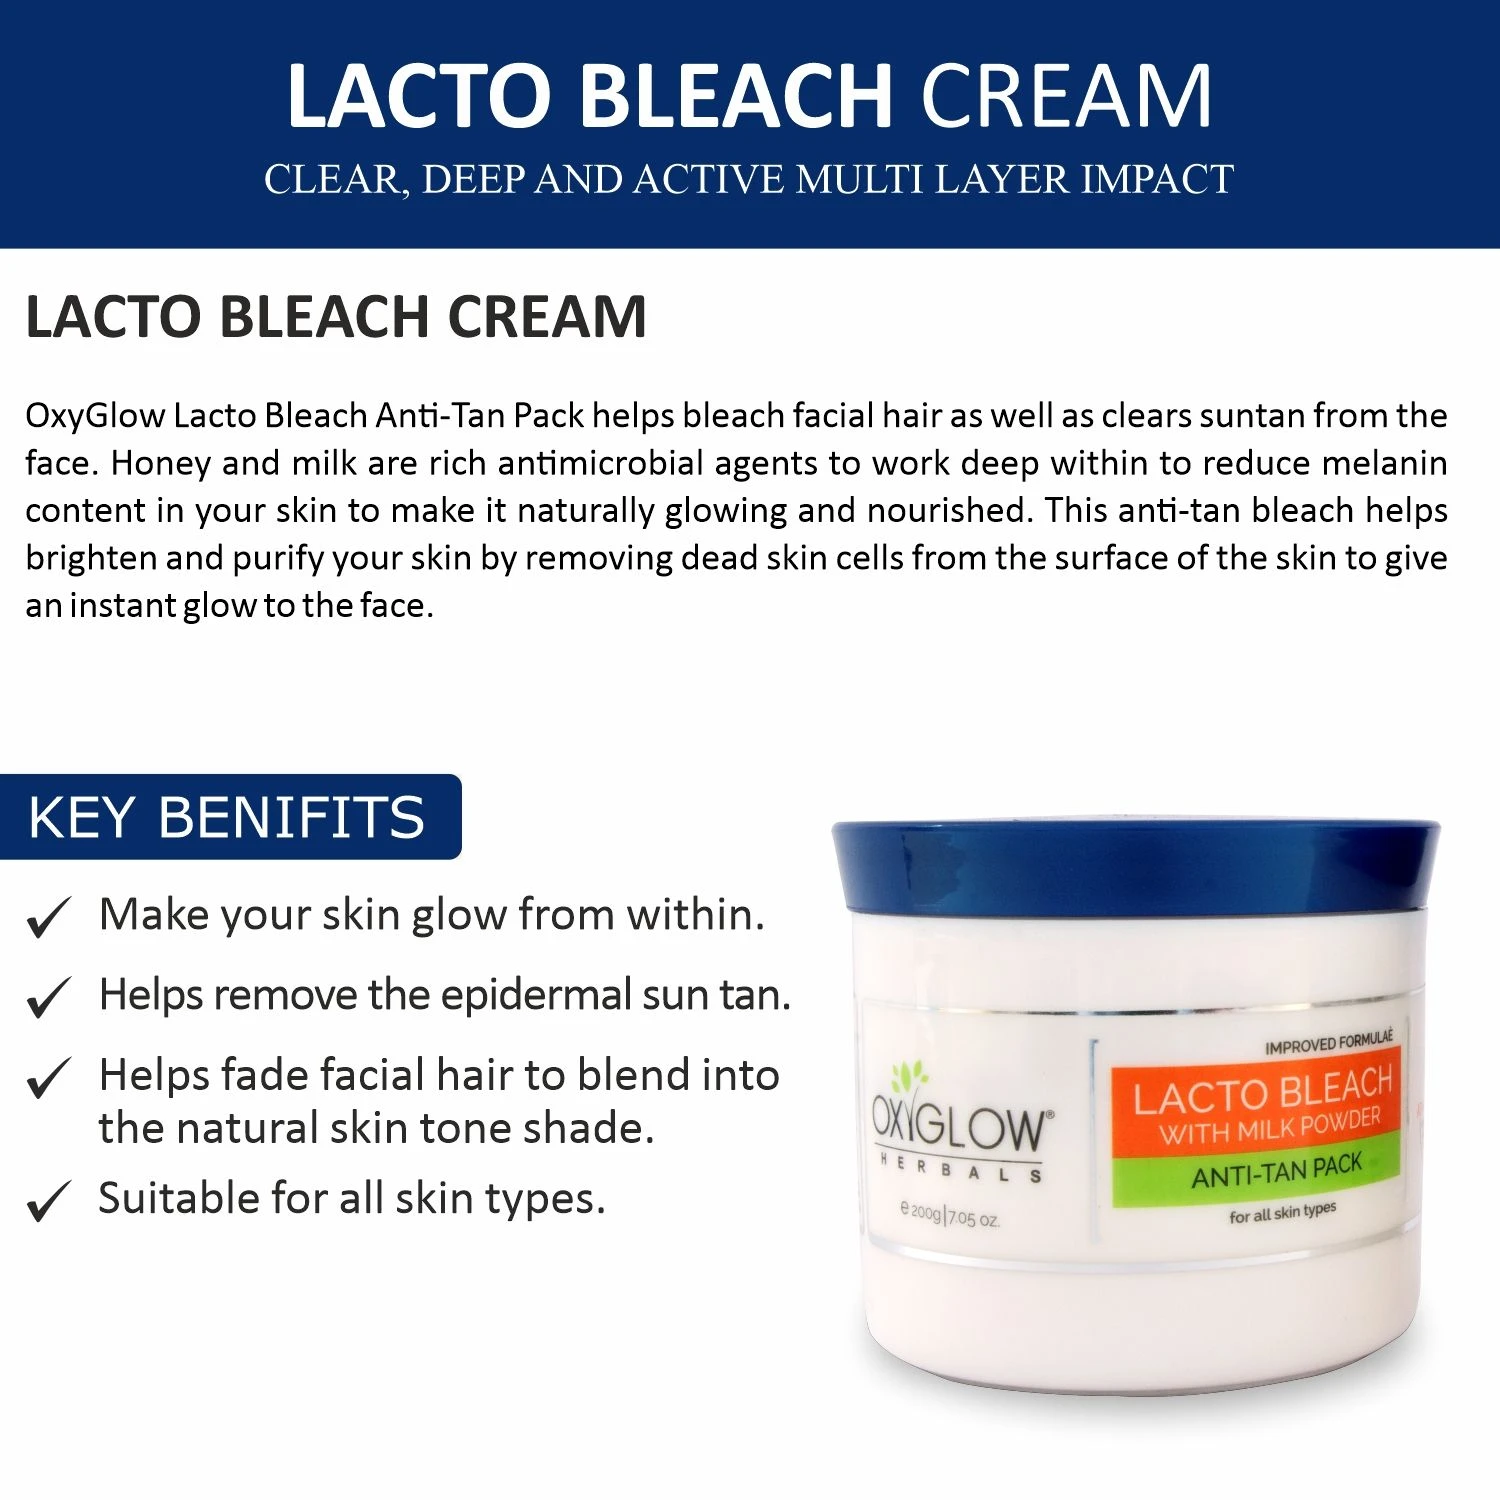 LACTO BLEACH CREAM
CLEAR, DEEP AND ACTIVE MULTI LAYER IMPACT
LACTO BLEACH CREAM
OxyGlow Lacto Bleach Anti-Tan Pack helps bleach facial hair as well as clears suntan from the
face. Honey and milk are rich antimicrobial agents to work deep within to reduce melanin
content in your skin to make it naturally glowing and nourished. This anti-tan bleach helps
brighten and purify your skin by removing dead skin cells from the surface of the skin to give
an instant glow to the face.
KEY BENIFITS
✓ Make your skin glow from within.
✓ Helps remove the epidermal sun tan.
✓ Helps fade facial hair to blend into
the natural skin tone shade.
✓ Suitable for all skin types.
OXYGLOW®
HERBALS
℮ 200g|7.05 oz.
IMPROVED FORMULAÈ
LACTO BLEACH
WITH MILK POWDER
ANTI-TAN PACK
for all skin types